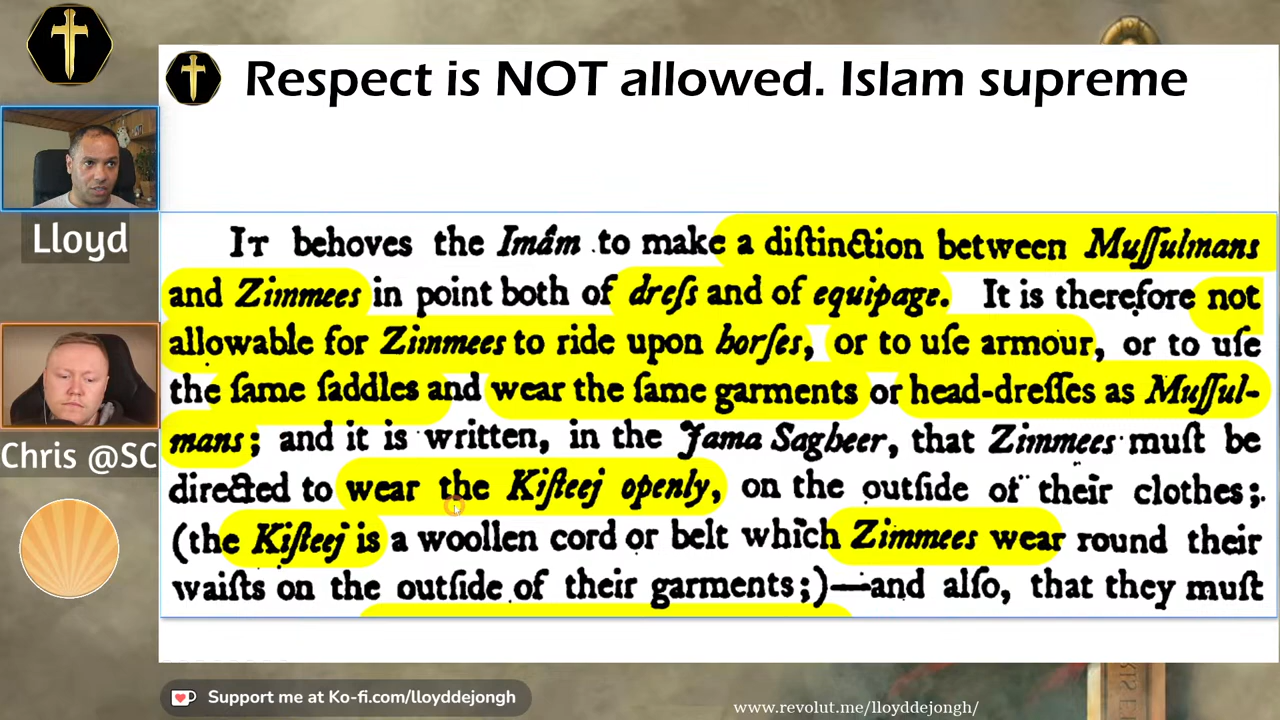 Respect is NOT allowed. Islam supreme
Lloyd
Chris @SC
IT behoves the Imâm to make a diſtinction between Muſſulmans
and Zimmees in point both of dreſs and of equipage. It is therefore not
allowable for Zimmees to ride upon horſes, or to uſe armour, or to uſe
the ſame ſaddles and wear the ſame garments or head-dreſſes as Muſſul-
mans; and it is written, in the Jama Sagheer, that Zimmees muſt be
directed to wear the Kiſteej openly, on the outſide of their clothes;
(the Kiſteej is a woollen cord or belt which Zimmees wear round their
waiſts on the outſide of their garments;)—and alſo, that they muſt
Support me at Ko-fi.com/lloyddejongh
www.revolut.me/lloyddejongh/